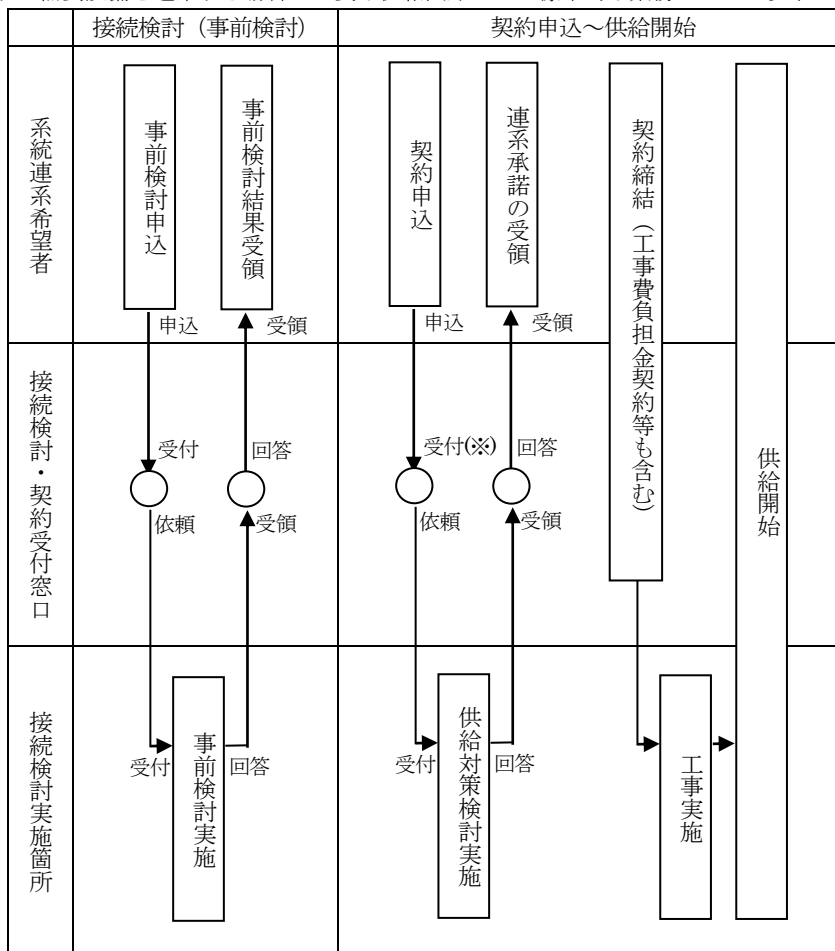 接続検討（事前検討）
契約申込～供給開始
系統連系希望者
事前検討申込
事前検討結果受領
契約申込
連系承諾の受領
契約締結（工事費負担金契約等も含む）
供給開始
申込
受領
申込
受領
接続検討・契約受付窓口
受付
回答
受付(※)
回答
依頼
受領
依頼
受領
接続検討実施箇所
受付
事前検討実施
回答
受付
供給対策検討実施
回答
工事実施